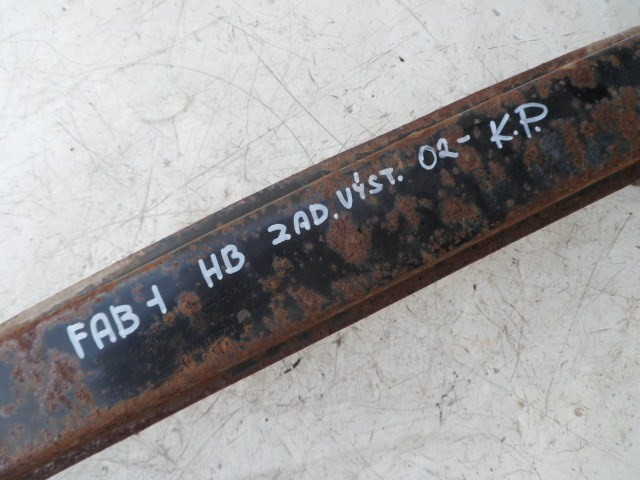 FAB-1 HB ZAD. VÝST. 02- K.P.